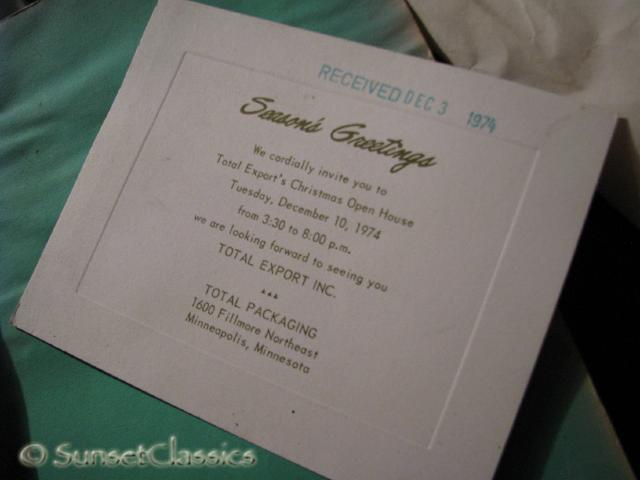 RECEIVED DEC 3 1974
Season's Greetings
We cordially invite you to
Total Export's Christmas Open House
Tuesday, December 10, 1974
from 3:30 to 8:00 p.m.
we are looking forward to seeing you
TOTAL EXPORT INC.
TOTAL PACKAGING
1600 Fillmore Northeast
Minneapolis, Minnesota
© SunsetClassics